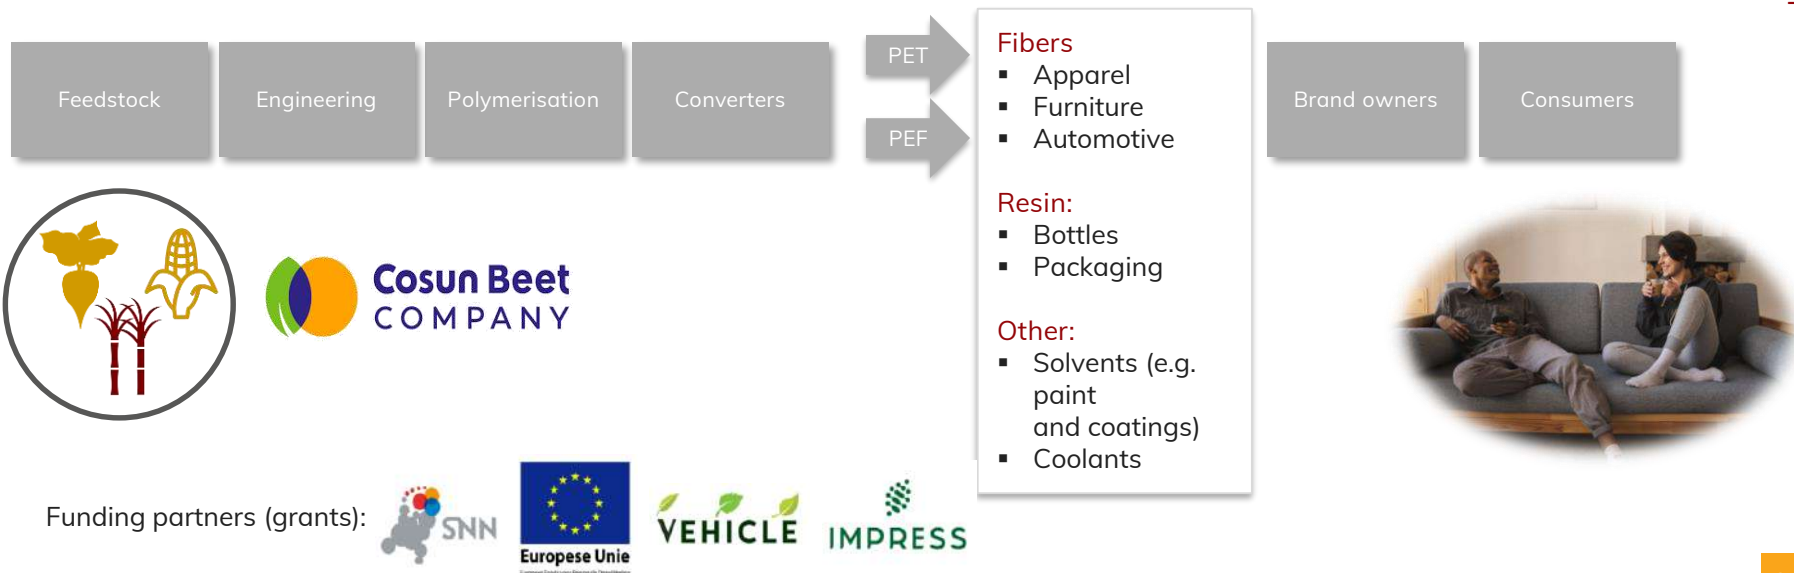 Feedstock
Engineering
Polymerisation
Converters
PET
PEF
Fibers
▪ Apparel
▪ Furniture
▪ Automotive
Resin:
▪ Bottles
▪ Packaging
Other:
▪ Solvents (e.g.
paint
and coatings)
▪ Coolants
Brand owners
Consumers
Cosun Beet
COMPANY
Funding partners (grants):
SNN
Europese Unie
VEHICLE
IMPRESS